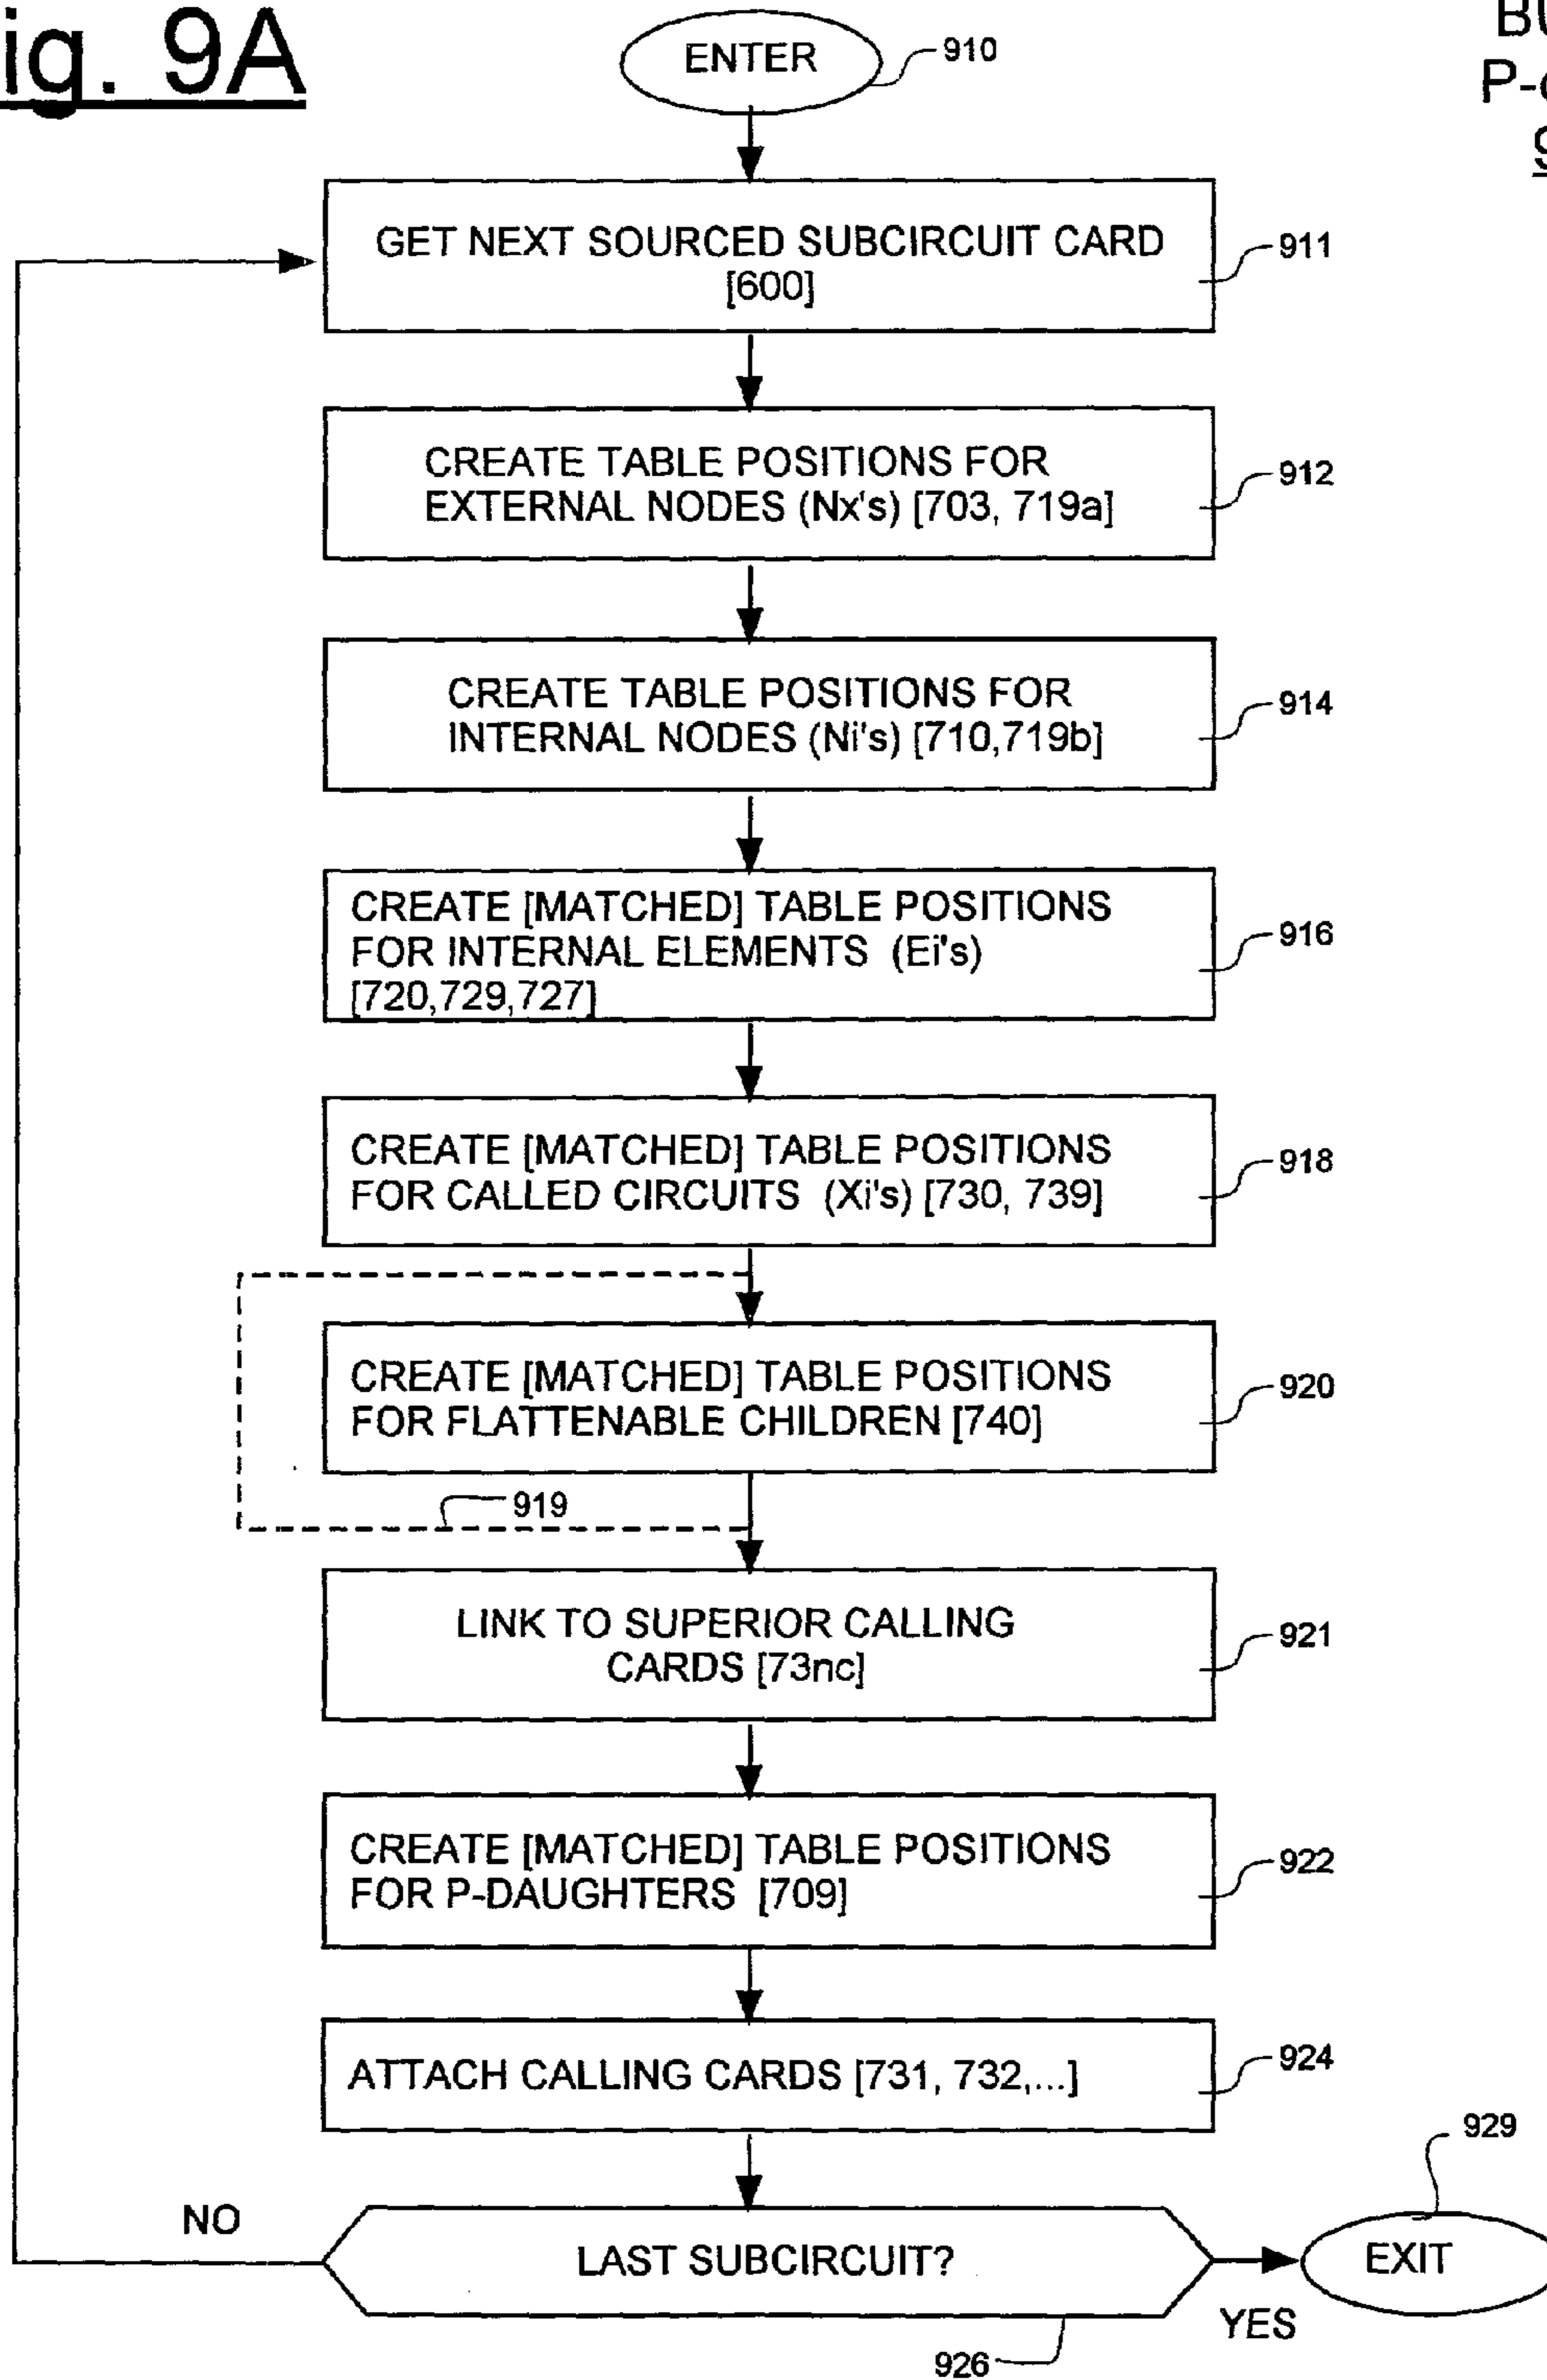 ig. 9A
ENTER
910
GET NEXT SOURCED SUBCIRCUIT CARD
[600]
911
CREATE TABLE POSITIONS FOR
EXTERNAL NODES (Nx's) [703, 719a]
912
CREATE TABLE POSITIONS FOR
INTERNAL NODES (Ni's) [710,719b]
914
CREATE [MATCHED] TABLE POSITIONS
FOR INTERNAL ELEMENTS (Ei's)
[720,729,727]
916
CREATE [MATCHED] TABLE POSITIONS
FOR CALLED CIRCUITS (Xi's) [730, 739]
918
CREATE [MATCHED] TABLE POSITIONS
FOR FLATTENABLE CHILDREN [740]
920
919
LINK TO SUPERIOR CALLING
CARDS [73nc]
921
CREATE [MATCHED] TABLE POSITIONS
FOR P-DAUGHTERS [709]
922
ATTACH CALLING CARDS [731, 732,...]
924
929
NO
LAST SUBCIRCUIT?
EXIT
YES
926